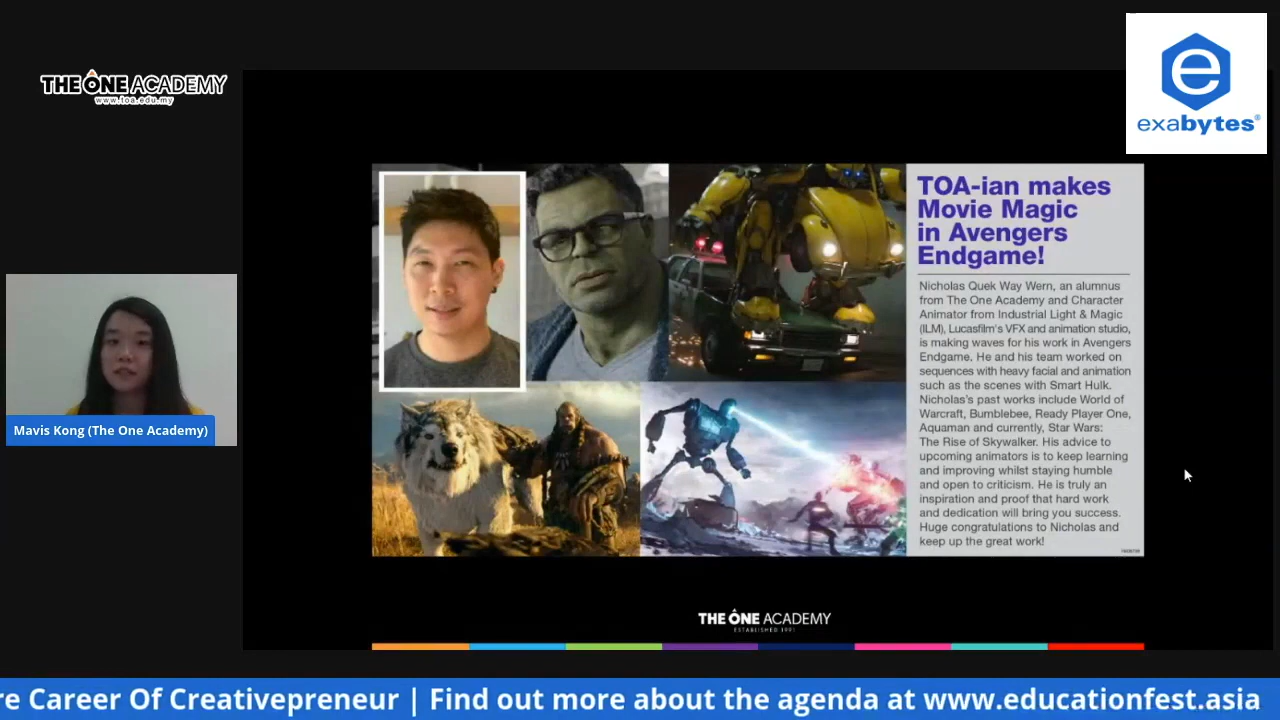 THE ONE ACADEMY
www.toa.edu.my
e
exabytes®
TOA-ian makes
Movie Magic
in Avengers
Endgame!
Nicholas Quek Way Wern, an alumnus
from The One Academy and Character
Animator from Industrial Light & Magic
(ILM), Lucasfilm's VFX and animation studio,
is making waves for his work in Avengers
Endgame. He and his team worked on
sequences with heavy facial and animation
such as the scenes with Smart Hulk.
Nicholas's past works include World of
Warcraft, Bumblebee, Ready Player One,
Aquaman and currently, Star Wars:
The Rise of Skywalker. His advice to
upcoming animators is to keep learning
and improving whilst staying humble
and open to criticism. He is truly an
inspiration and proof that hard work
and dedication will bring you success.
Huge congratulations to Nicholas and
keep up the great work!
Mavis Kong (The One Academy)
THE ONE ACADEMY
ESTABLISHED 1991
re Career Of Creativepreneur | Find out more about the agenda at www.educationfest.asia